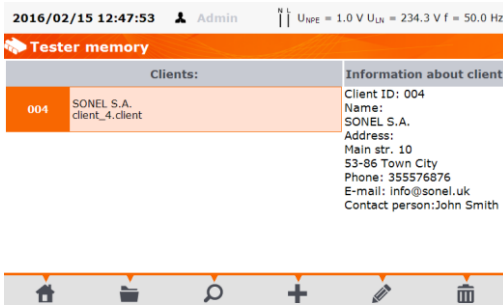 2016/02/15 12:47:53 Admin N L UNPE = 1.0 V ULN = 234.3 V f = 50.0 Hz
Tester memory
Clients:
004
SONEL S.A.
client_4.client
Information about client
Client ID: 004
Name:
SONEL S.A.
Address:
Main str. 10
53-86 Town City
Phone: 355576876
E-mail: info@sonel.uk
Contact person:John Smith